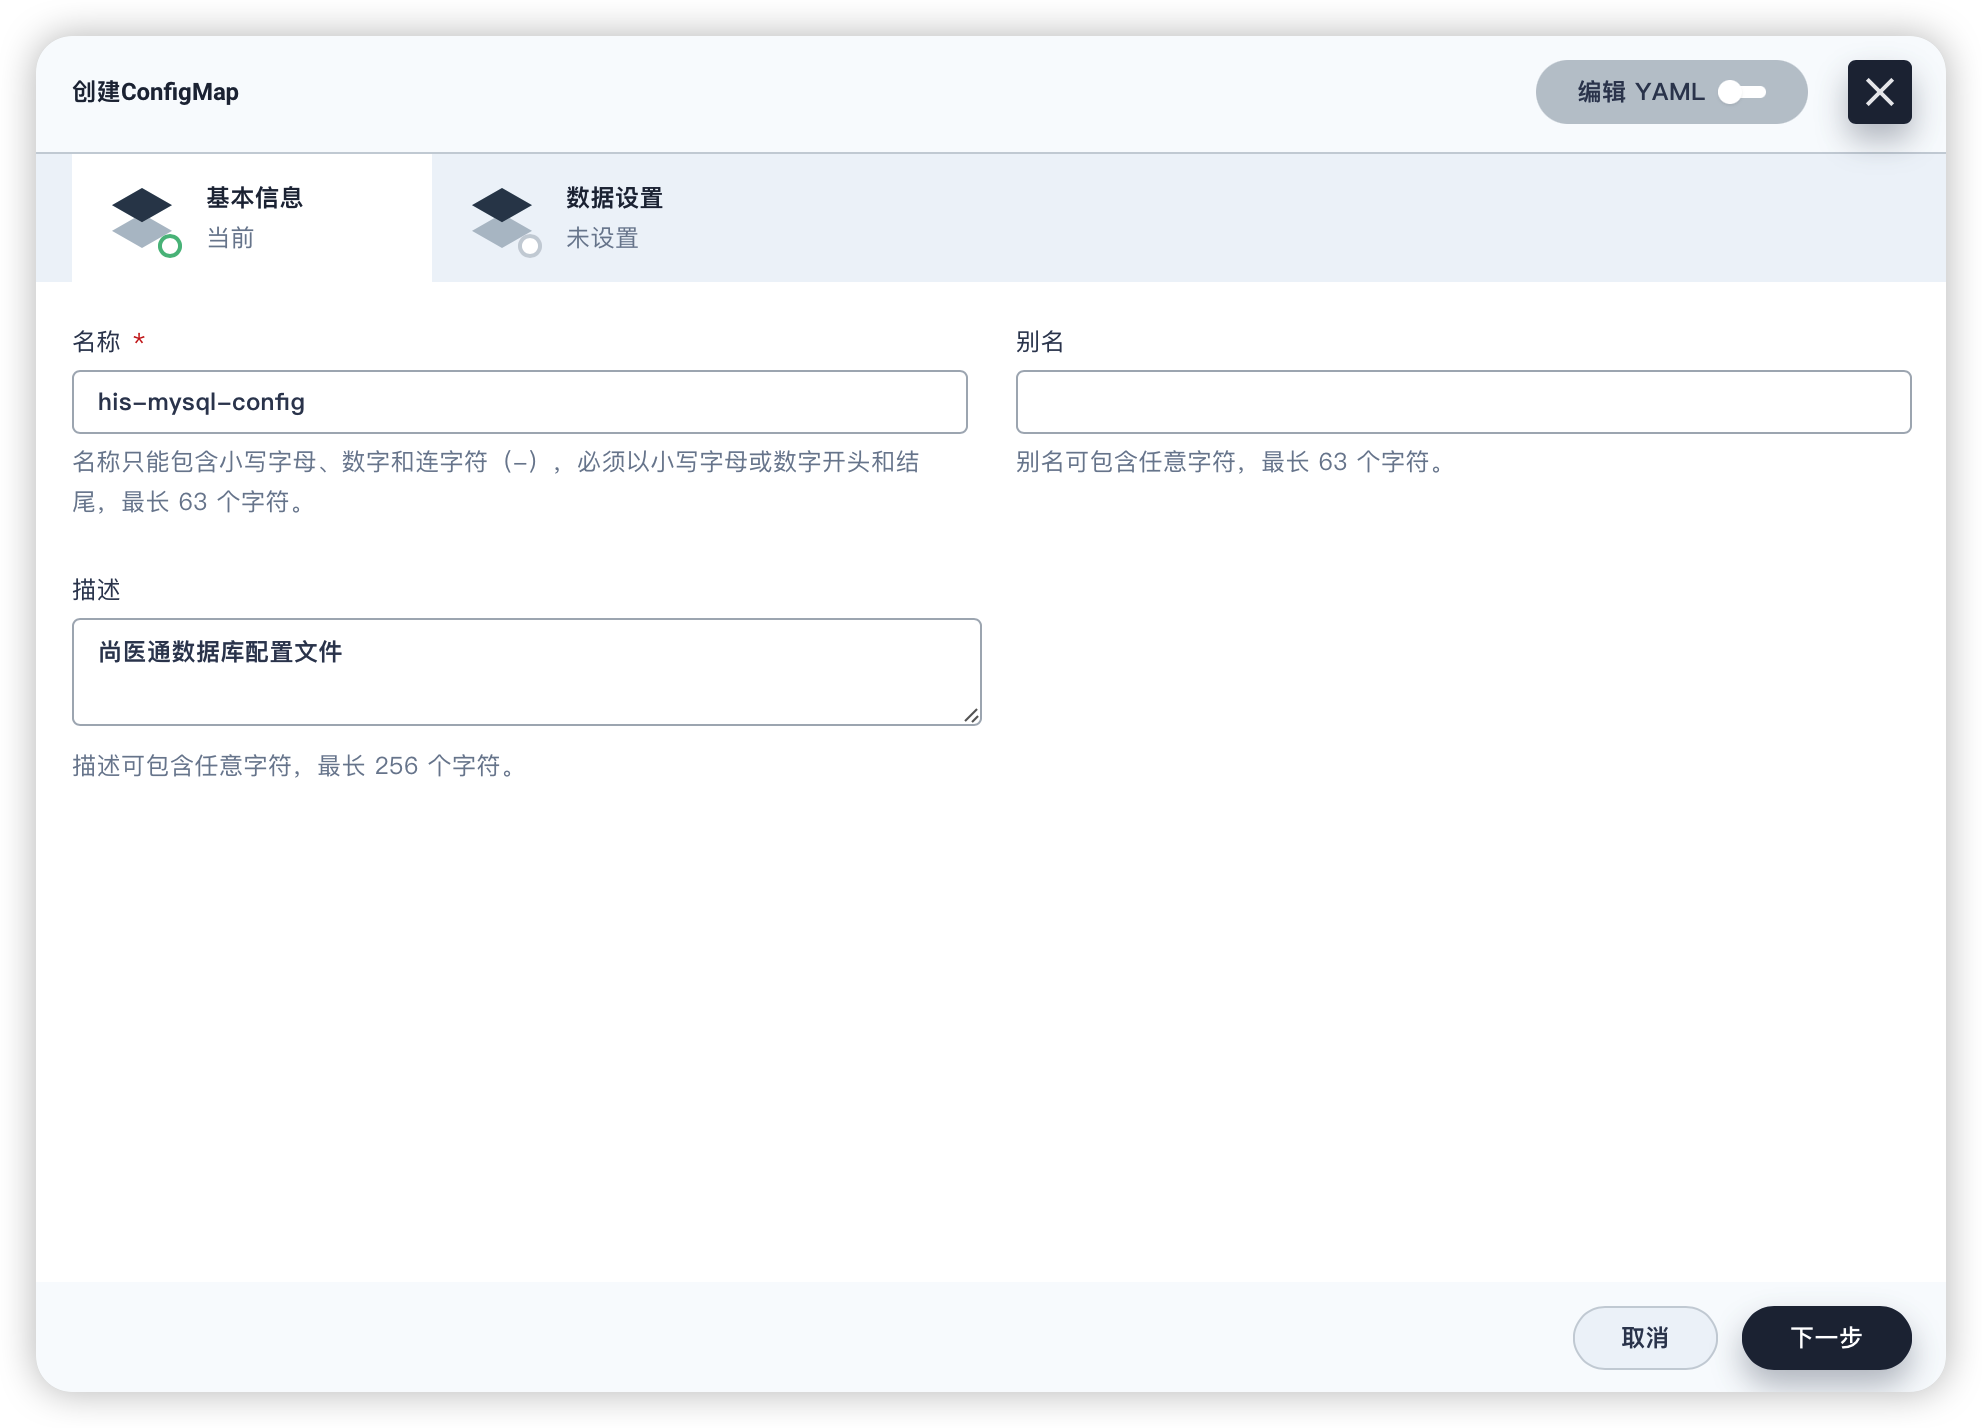 创建ConfigMap
编辑 YAML
基本信息
当前
数据设置
未设置
名称 *
his-mysql-config
名称只能包含小写字母、数字和连字符（-），必须以小写字母或数字开头和结
尾，最长 63 个字符。
别名
别名可包含任意字符，最长 63 个字符。
描述
尚医通数据库配置文件
描述可包含任意字符，最长 256 个字符。
取消
下一步